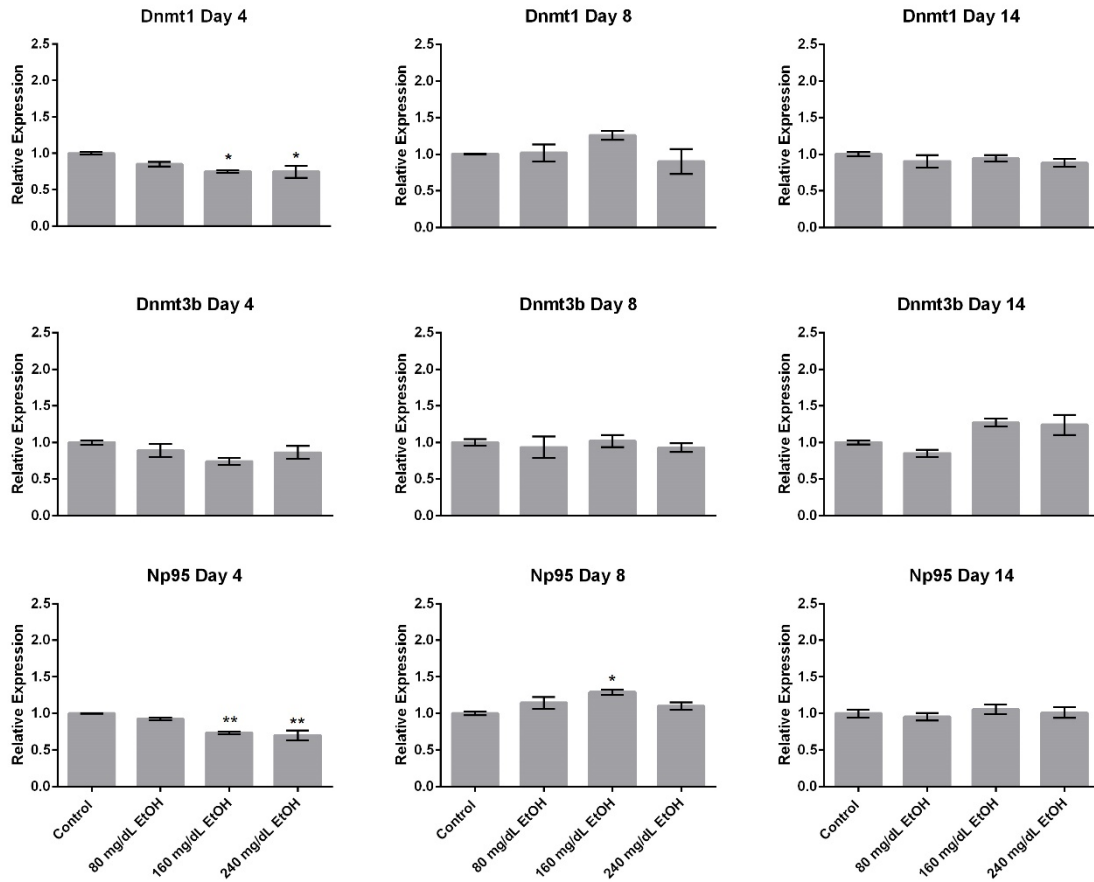 Dnmt1 Day 4
Relative Expression
2.5
2.0
1.5
1.0
0.5
0.0
*
*
Dnmt1 Day 8
Relative Expression
2.5
2.0
1.5
1.0
0.5
0.0
Dnmt1 Day 14
Relative Expression
2.5
2.0
1.5
1.0
0.5
0.0
Dnmt3b Day 4
Relative Expression
2.5
2.0
1.5
1.0
0.5
0.0
Dnmt3b Day 8
Relative Expression
2.5
2.0
1.5
1.0
0.5
0.0
Dnmt3b Day 14
Relative Expression
2.5
2.0
1.5
1.0
0.5
0.0
Np95 Day 4
Relative Expression
2.5
2.0
1.5
1.0
0.5
0.0
**
**
Control
80 mg/dL EtOH
160 mg/dL EtOH
240 mg/dL EtOH
Np95 Day 8
Relative Expression
2.5
2.0
1.5
1.0
0.5
0.0
*
Control
80 mg/dL EtOH
160 mg/dL EtOH
240 mg/dL EtOH
Np95 Day 14
Relative Expression
2.5
2.0
1.5
1.0
0.5
0.0
Control
80 mg/dL EtOH
160 mg/dL EtOH
240 mg/dL EtOH